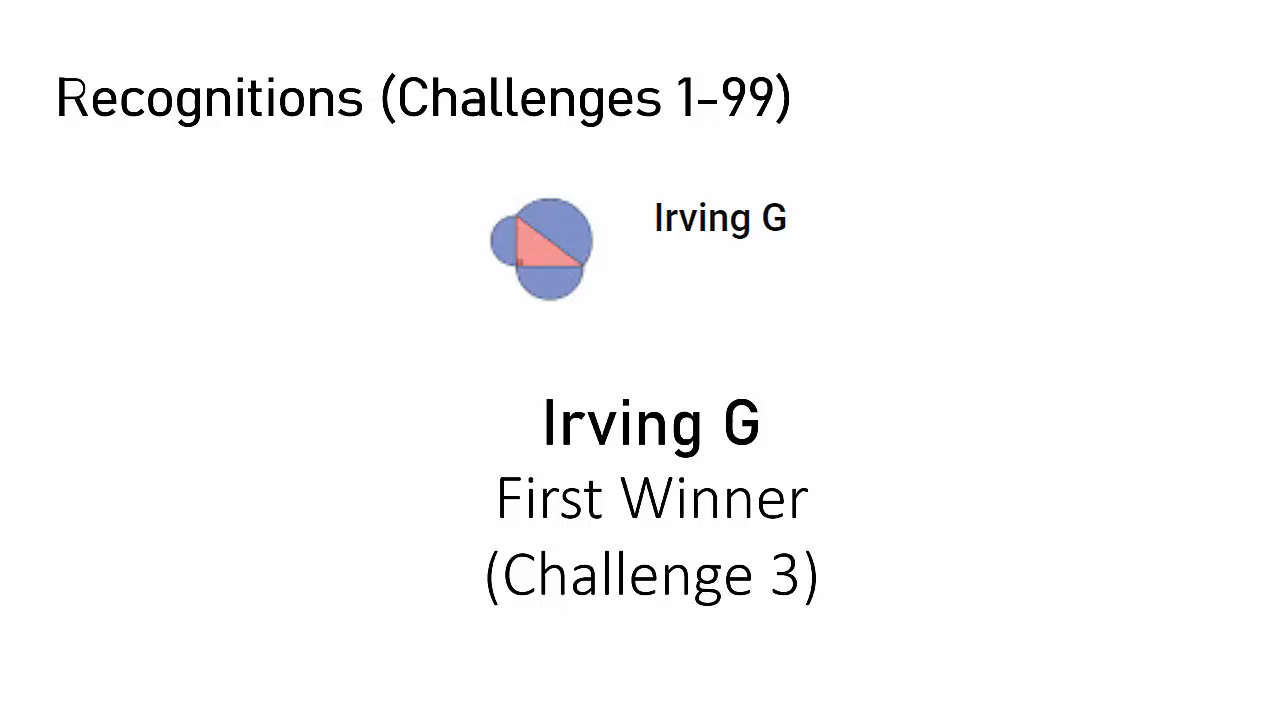 Recognitions (Challenges 1–99)
Irving G
Irving G
First Winner
(Challenge 3)